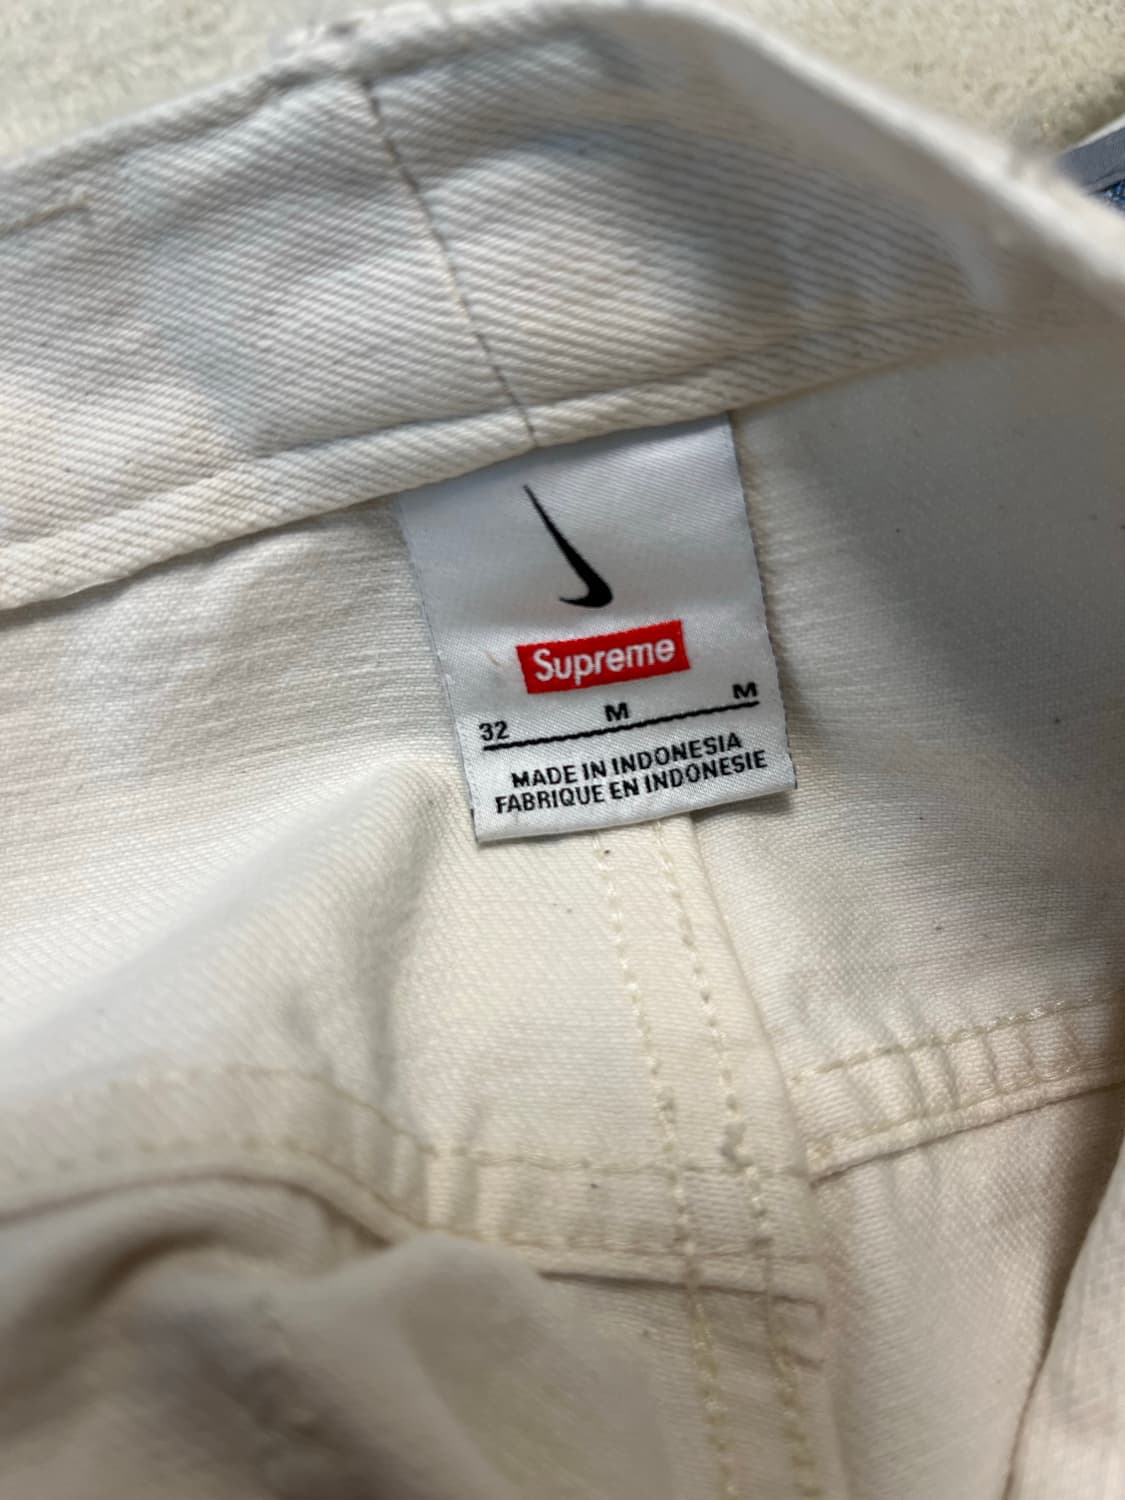 Supreme
32 M M
MADE IN INDONESIA
FABRIQUE EN INDONESIE